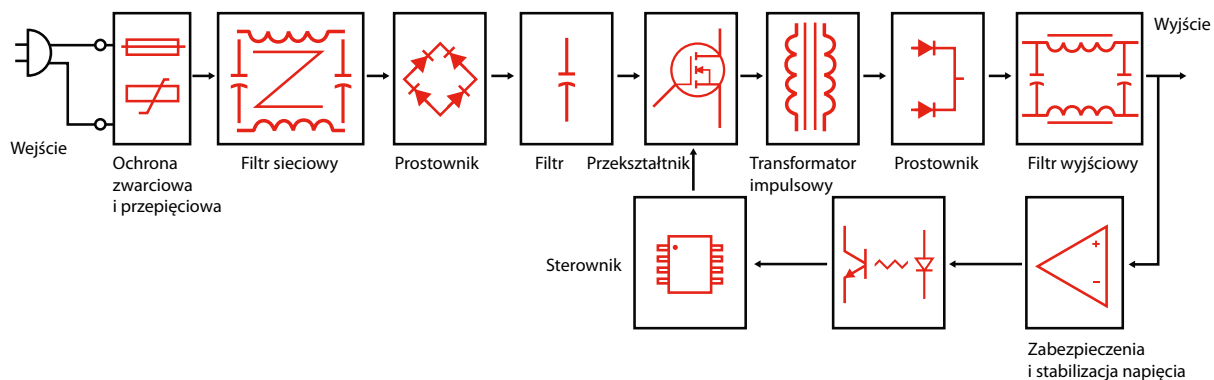 Wyjście
Wejście
Ochrona
zwarciowa
i przepięciowa
Filtr sieciowy
Prostownik
Filtr
Przekształtnik
Transformator
impulsowy
Prostownik
Filtr wyjściowy
Sterownik
+
−
Zabezpieczenia
i stabilizacja napięcia